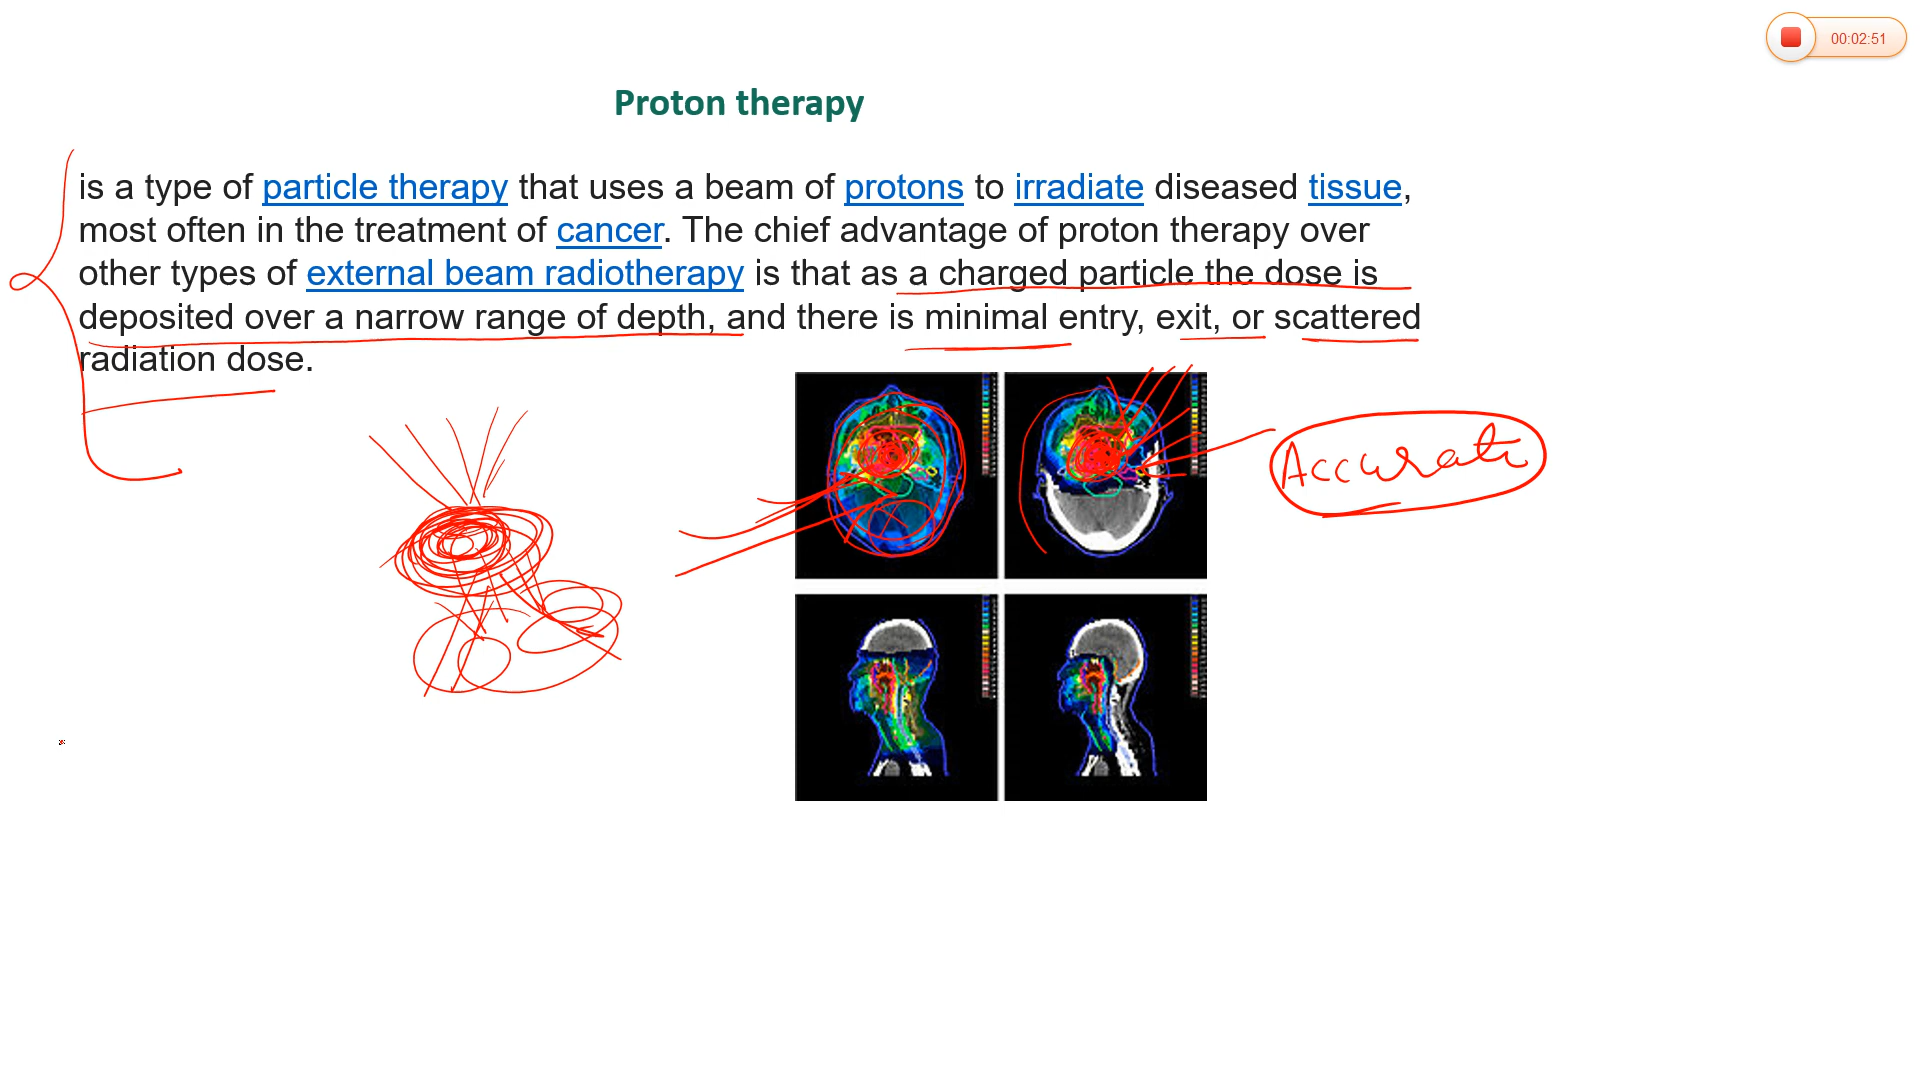 00:02:51
Proton therapy
is a type of particle therapy that uses a beam of protons to irradiate diseased tissue,
most often in the treatment of cancer. The chief advantage of proton therapy over
other types of external beam radiotherapy is that as a charged particle the dose is
deposited over a narrow range of depth, and there is minimal entry, exit, or scattered
radiation dose.
Accurate